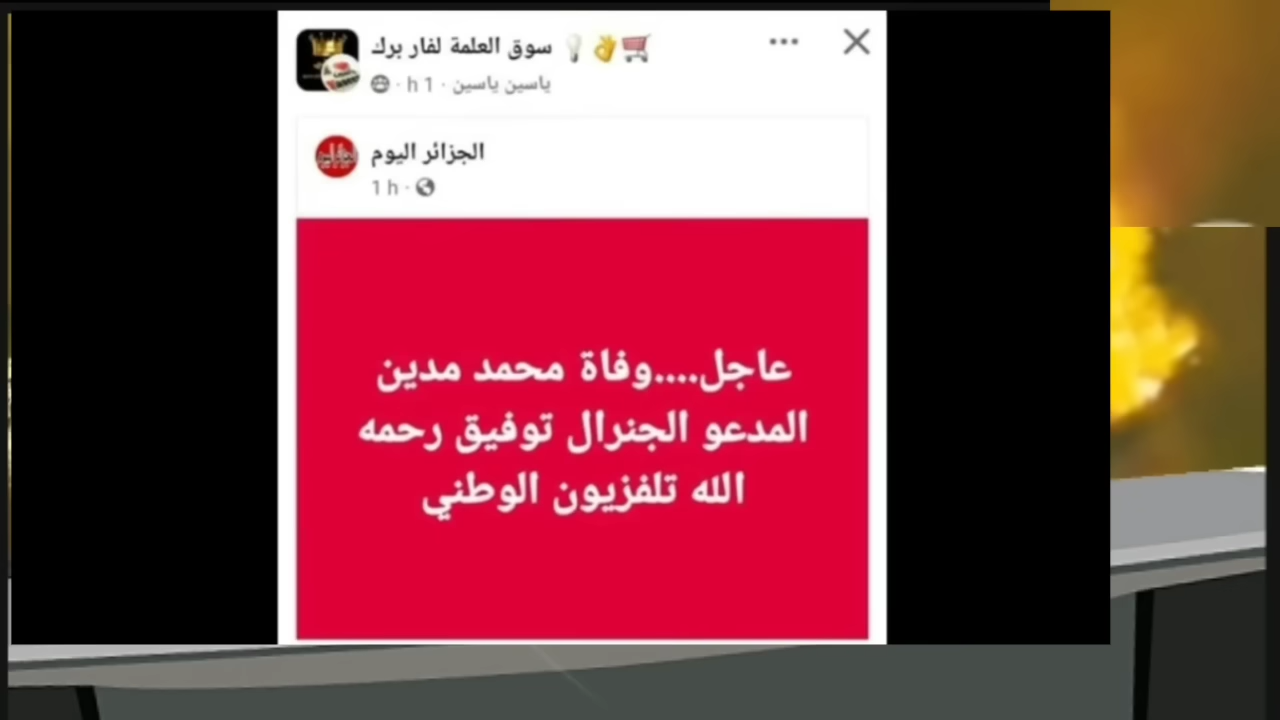 سوق العلمة لفار برك 💡👌🛒
ياسين ياسين · 1 h ·
الجزائر اليوم
1 h ·
عاجل....وفاة محمد مدين
المدعو الجنرال توفيق رحمه
الله تلفزيون الوطني